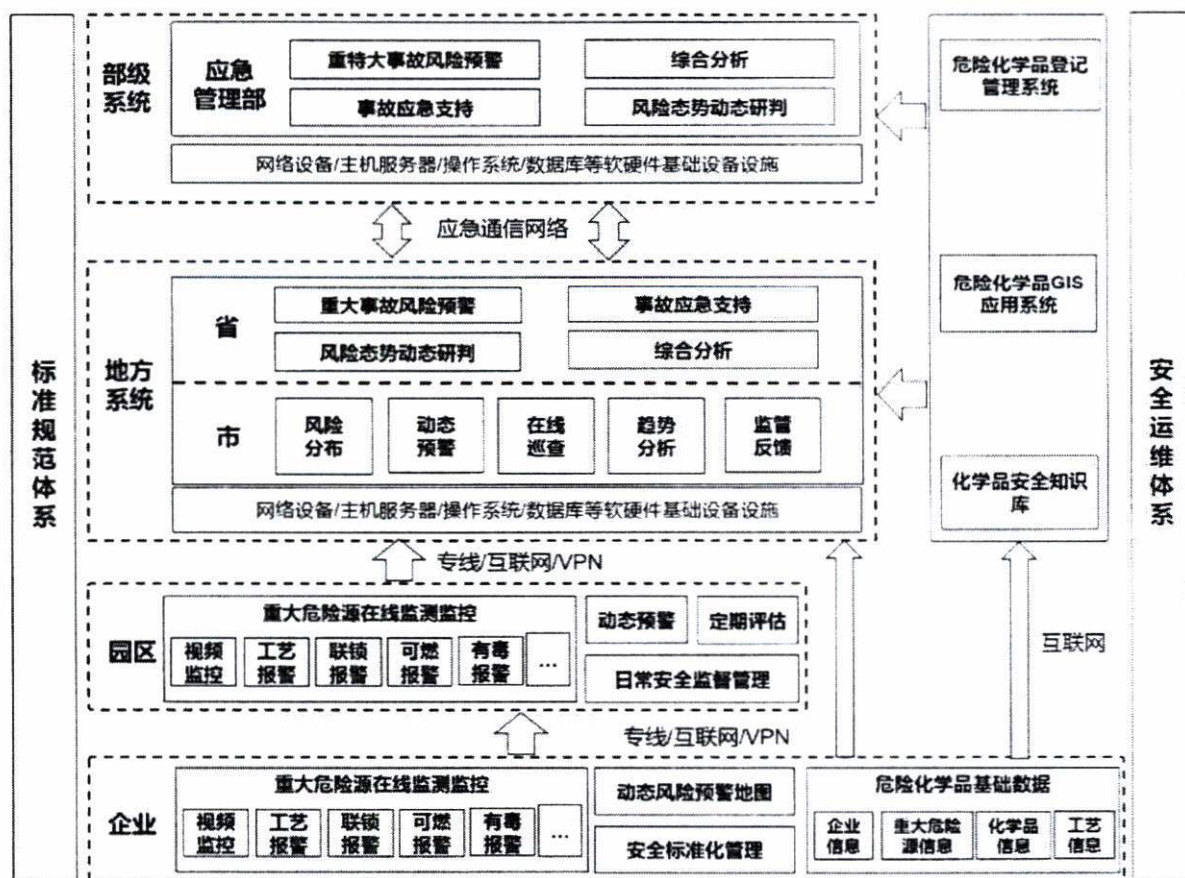 标准规范体系
部级
系统
应急
管理部
重特大事故风险预警
综合分析
事故应急支持
风险态势动态研判
网络设备/主机服务器/操作系统/数据库等软硬件基础设备设施
应急通信网络
地方
系统
省
重大事故风险预警
事故应急支持
风险态势动态研判
综合分析
市
风险
分布
动态
预警
在线
巡查
趋势
分析
监管
反馈
网络设备/主机服务器/操作系统/数据库等软硬件基础设备设施
专线/互联网/VPN
园区
重大危险源在线监测监控
视频
监控
工艺
报警
联锁
报警
可燃
报警
有毒
报警
...
动态预警
定期评估
日常安全监督管理
专线/互联网/VPN
企业
重大危险源在线监测监控
视频
监控
工艺
报警
联锁
报警
可燃
报警
有毒
报警
...
动态风险预警地图
安全标准化管理
危险化学品基础数据
企业
信息
重大危险
源信息
化学品
信息
工艺
信息
危险化学品登记
管理系统
危险化学品GIS
应用系统
化学品安全知识
库
互联网
安全运维体系